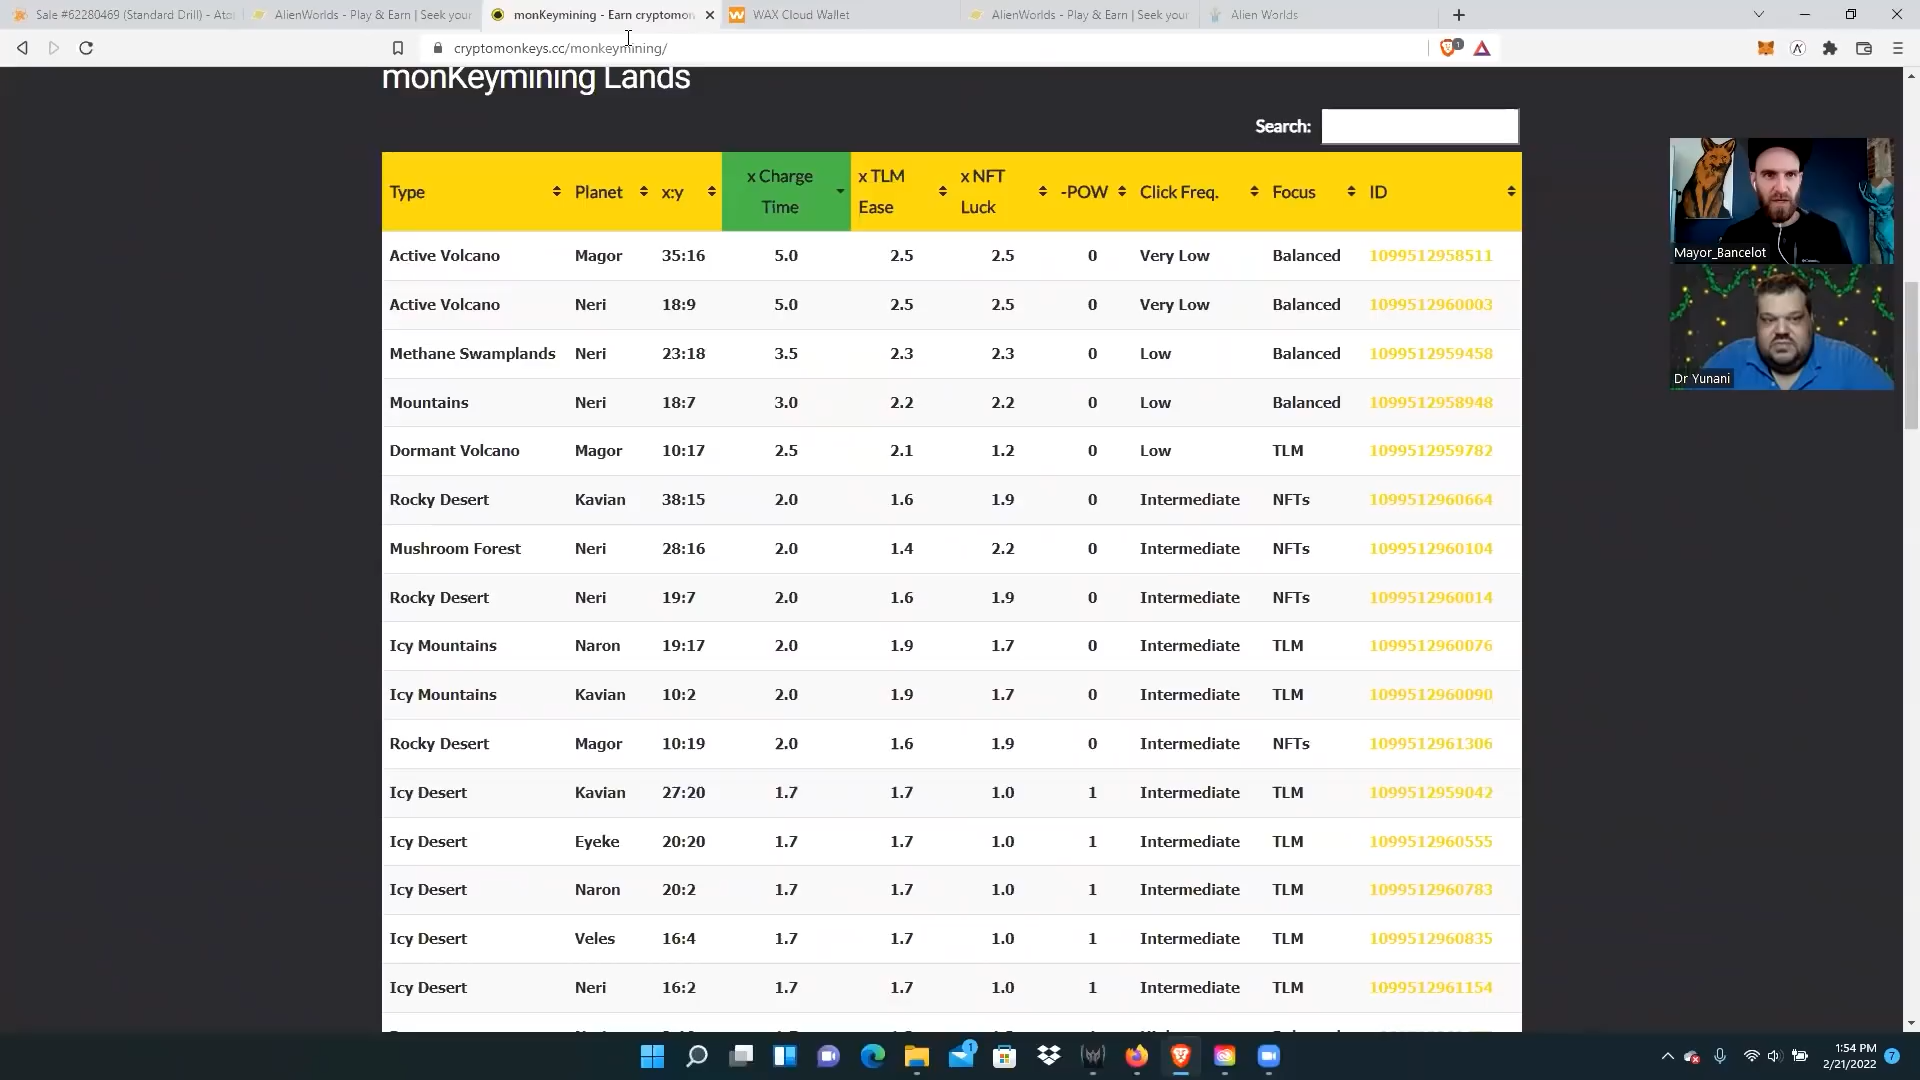 Sale #62280469 (Standard Drill) - Ato
AlienWorlds - Play & Earn | Seek your
monKeymining - Earn cryptomon
WAX Cloud Wallet
AlienWorlds - Play & Earn | Seek your
Alien Worlds
cryptomonkeys.cc/monkeymining/
monKeymining Lands
Search:
Type Planet x:y x Charge Time x TLM Ease x NFT Luck -POW Click Freq. Focus ID
Active Volcano Magor 35:16 5.0 2.5 2.5 0 Very Low Balanced 1099512958511
Active Volcano Neri 18:9 5.0 2.5 2.5 0 Very Low Balanced 1099512960003
Methane Swamplands Neri 23:18 3.5 2.3 2.3 0 Low Balanced 1099512959458
Mountains Neri 18:7 3.0 2.2 2.2 0 Low Balanced 1099512958948
Dormant Volcano Magor 10:17 2.5 2.1 1.2 0 Low TLM 1099512959782
Rocky Desert Kavian 38:15 2.0 1.6 1.9 0 Intermediate NFTs 1099512960664
Mushroom Forest Neri 28:16 2.0 1.4 2.2 0 Intermediate NFTs 1099512960104
Rocky Desert Neri 19:7 2.0 1.6 1.9 0 Intermediate NFTs 1099512960014
Icy Mountains Naron 19:17 2.0 1.9 1.7 0 Intermediate TLM 1099512960076
Icy Mountains Kavian 10:2 2.0 1.9 1.7 0 Intermediate TLM 1099512960090
Rocky Desert Magor 10:19 2.0 1.6 1.9 0 Intermediate NFTs 1099512961306
Icy Desert Kavian 27:20 1.7 1.7 1.0 1 Intermediate TLM 1099512959042
Icy Desert Eyeke 20:20 1.7 1.7 1.0 1 Intermediate TLM 1099512960555
Icy Desert Naron 20:2 1.7 1.7 1.0 1 Intermediate TLM 1099512960783
Icy Desert Veles 16:4 1.7 1.7 1.0 1 Intermediate TLM 1099512960835
Icy Desert Neri 16:2 1.7 1.7 1.0 1 Intermediate TLM 1099512961154
Mayor_Bancelot
Dr Yunani
1:54 PM
2/21/2022